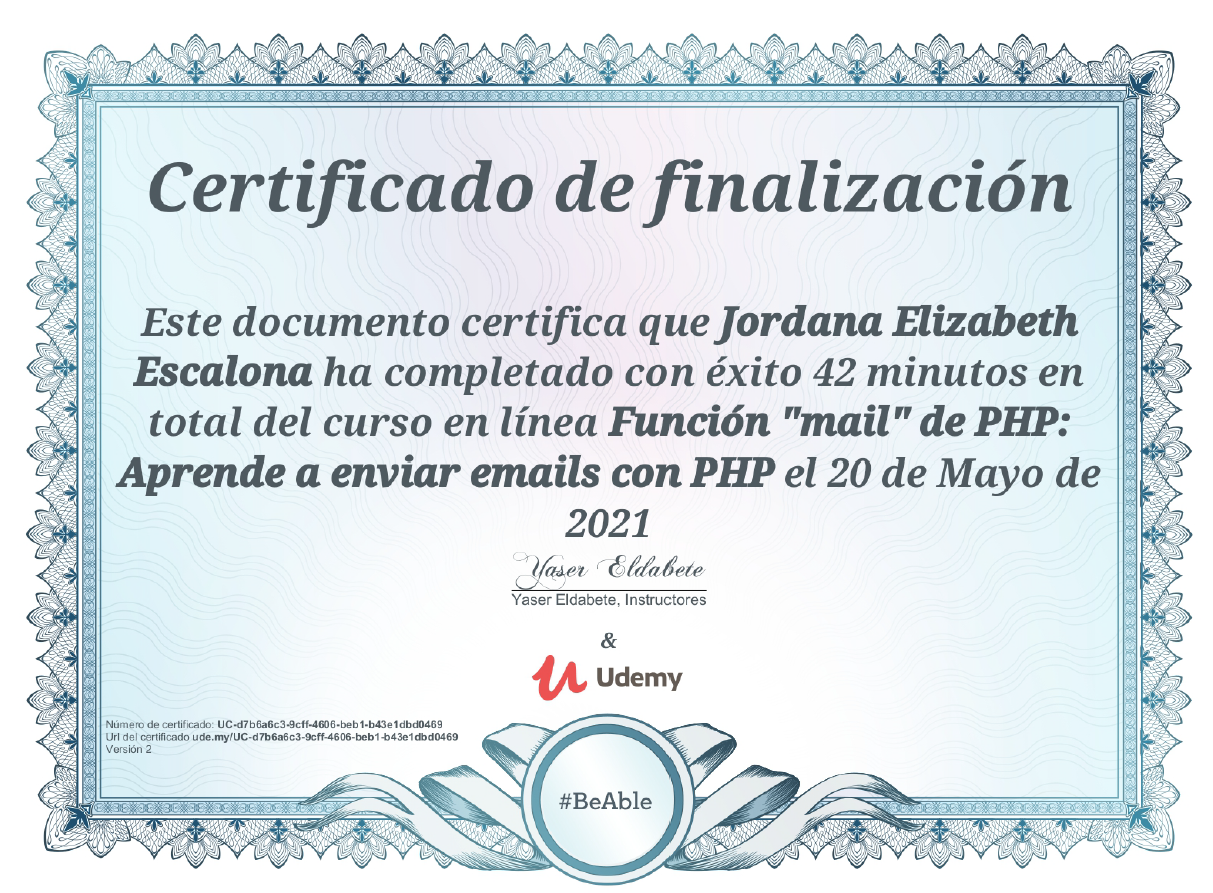 Certificado de finalización
Este documento certifica que Jordana Elizabeth
Escalona ha completado con éxito 42 minutos en
total del curso en línea Función "mail" de PHP:
Aprende a enviar emails con PHP el 20 de Mayo de
2021
Yaser Eldabete
Yaser Eldabete, Instructores
&
Udemy
Número de certificado: UC-d7b6a6c3-9cff-4606-beb1-b43e1dbd0469
Url del certificado ude.my/UC-d7b6a6c3-9cff-4606-beb1-b43e1dbd0469
Versión 2
#BeAble